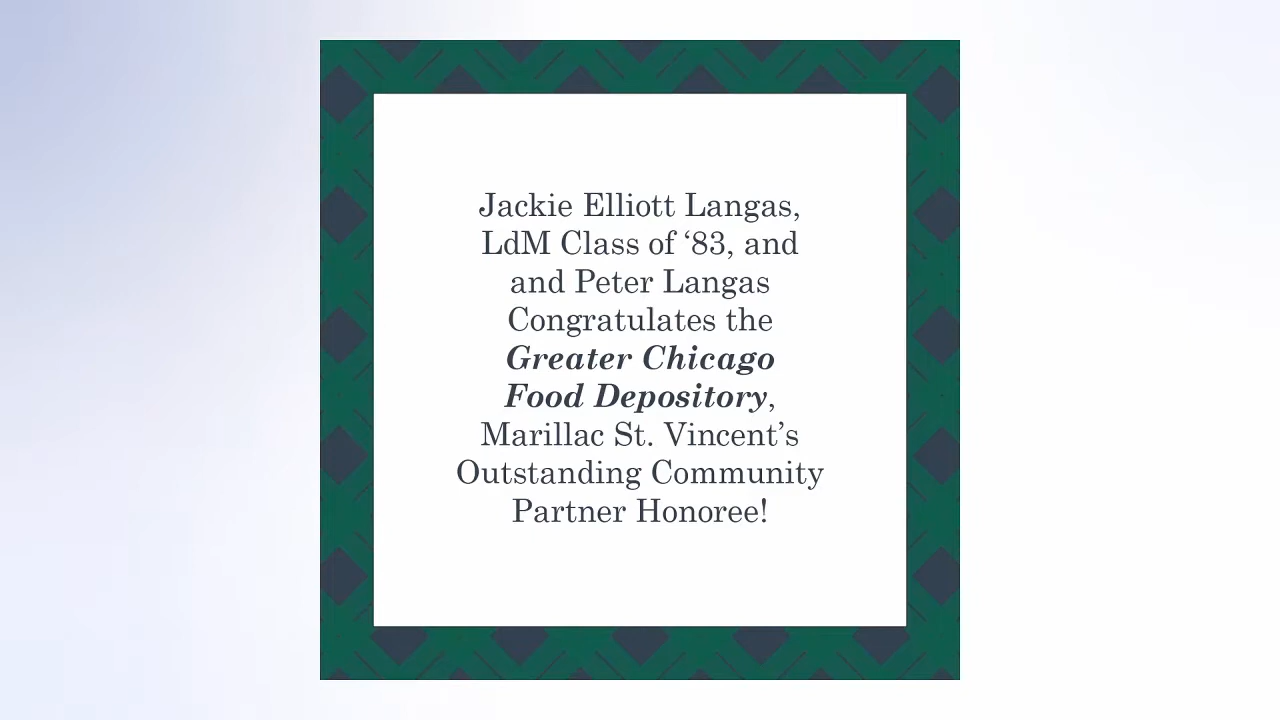 Jackie Elliott Langas,
LdM Class of ‘83, and
and Peter Langas
Congratulates the
Greater Chicago
Food Depository,
Marillac St. Vincent’s
Outstanding Community
Partner Honoree!